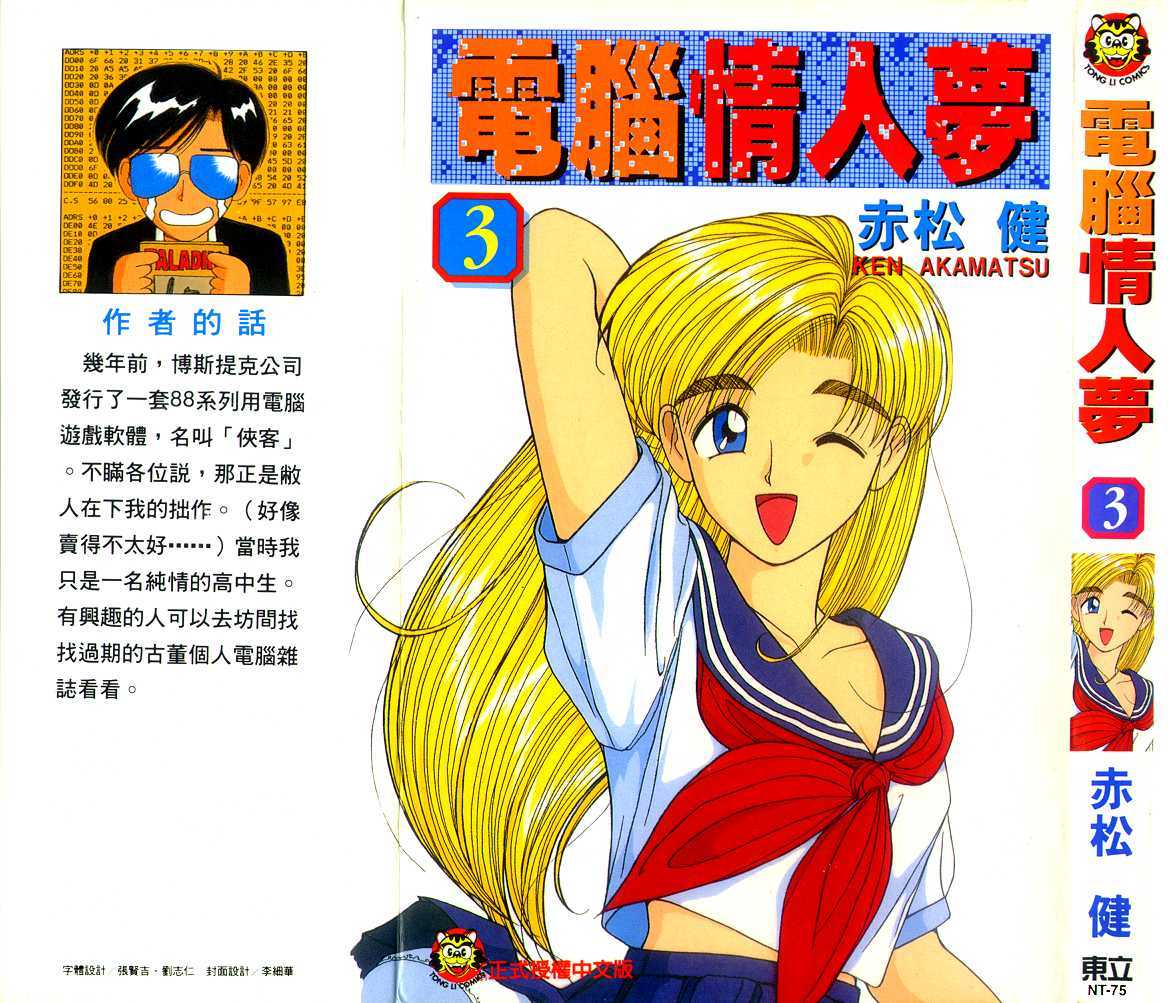 電腦情人夢
3
赤松 健
KEN AKAMATSU
作者的話
幾年前，博斯提克公司
發行了一套88系列用電腦
遊戲軟體，名叫「俠客」
。不瞞各位説，那正是敝
人在下我的拙作。（好像
賣得不太好……）當時我
只是一名純情的高中生。
有興趣的人可以去坊間找
找過期的古董個人電腦雜
誌看看。
字體設計／張賢吉・劉志仁　封面設計／李細華
TONG LI COMICS
正式授權中文版
TONG LI COMICS
電腦情人夢
3
赤松 健
東立
NT-75